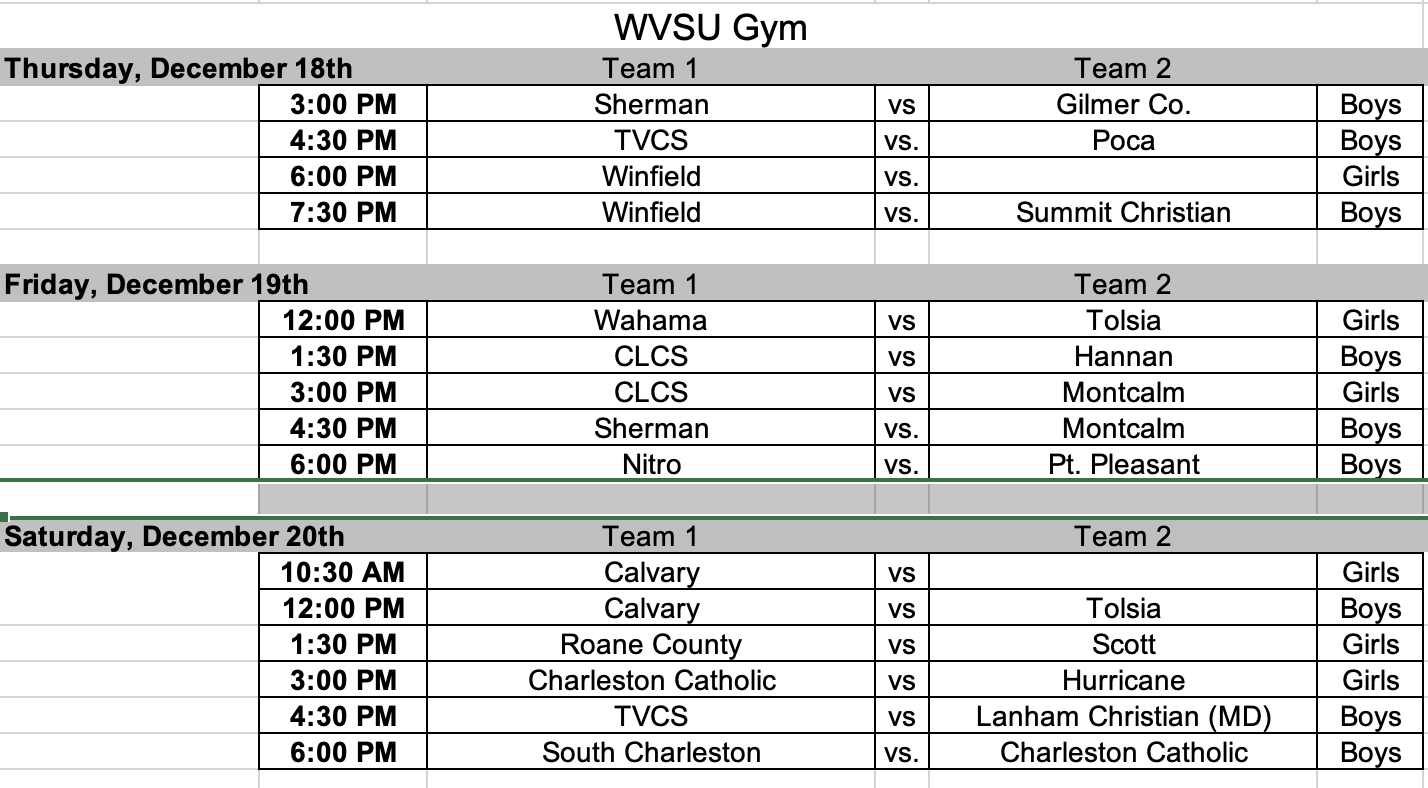 WVSU Gym
Thursday, December 18th Team 1 Team 2
3:00 PM Sherman vs Gilmer Co. Boys
4:30 PM TVCS vs. Poca Boys
6:00 PM Winfield vs. Girls
7:30 PM Winfield vs. Summit Christian Boys
Friday, December 19th Team 1 Team 2
12:00 PM Wahama vs Tolsia Girls
1:30 PM CLCS vs Hannan Boys
3:00 PM CLCS vs Montcalm Girls
4:30 PM Sherman vs. Montcalm Boys
6:00 PM Nitro vs. Pt. Pleasant Boys
Saturday, December 20th Team 1 Team 2
10:30 AM Calvary vs Girls
12:00 PM Calvary vs Tolsia Boys
1:30 PM Roane County vs Scott Girls
3:00 PM Charleston Catholic vs Hurricane Girls
4:30 PM TVCS vs Lanham Christian (MD) Boys
6:00 PM South Charleston vs. Charleston Catholic Boys